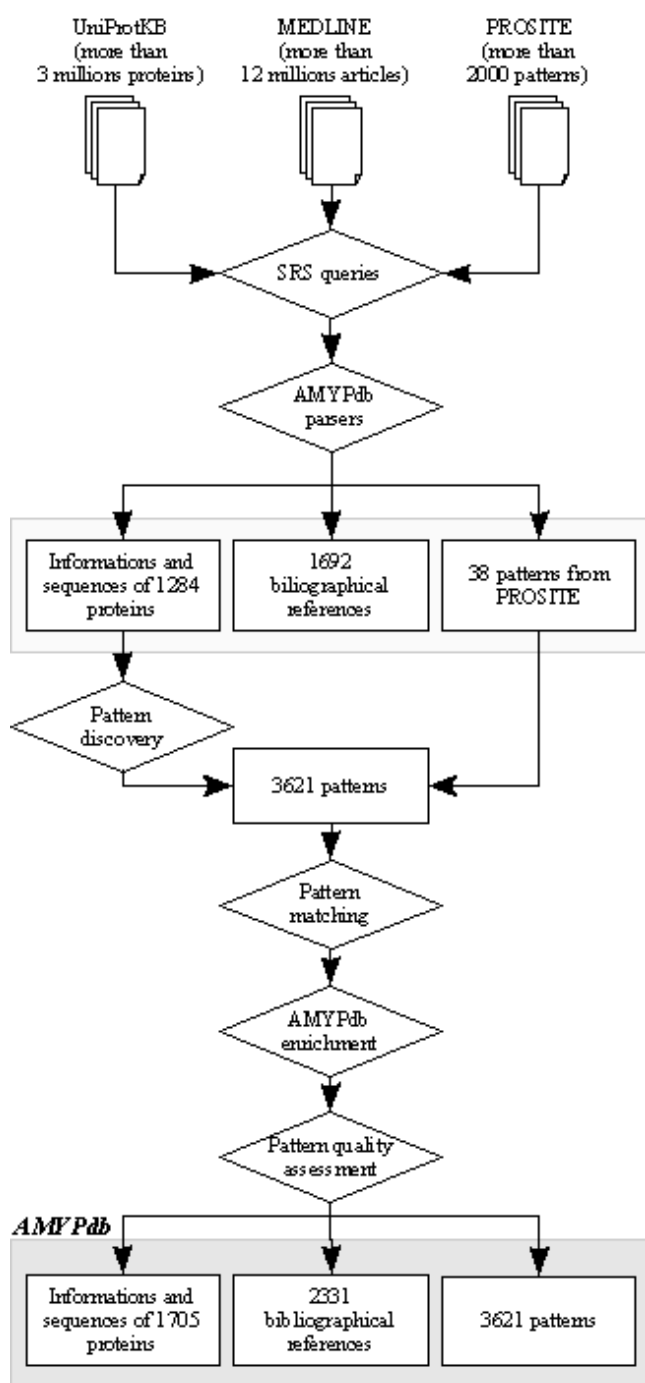 UniProtKB
(more than
3 millions proteins)
MEDLINE
(more than
12 millions articles)
PROSITE
(more than
2000 patterns)
SRS queries
AMYPdb
parsers
Informations and
sequences of 1284
proteins
1692
biliographical
references
38 patterns from
PROSITE
Pattern
discovery
3621 patterns
Pattern
matching
AMYPdb
enrichment
Pattern quality
assessment
AMYPdb
Informations and
sequences of 1705
proteins
2331
bibliographical
references
3621 patterns